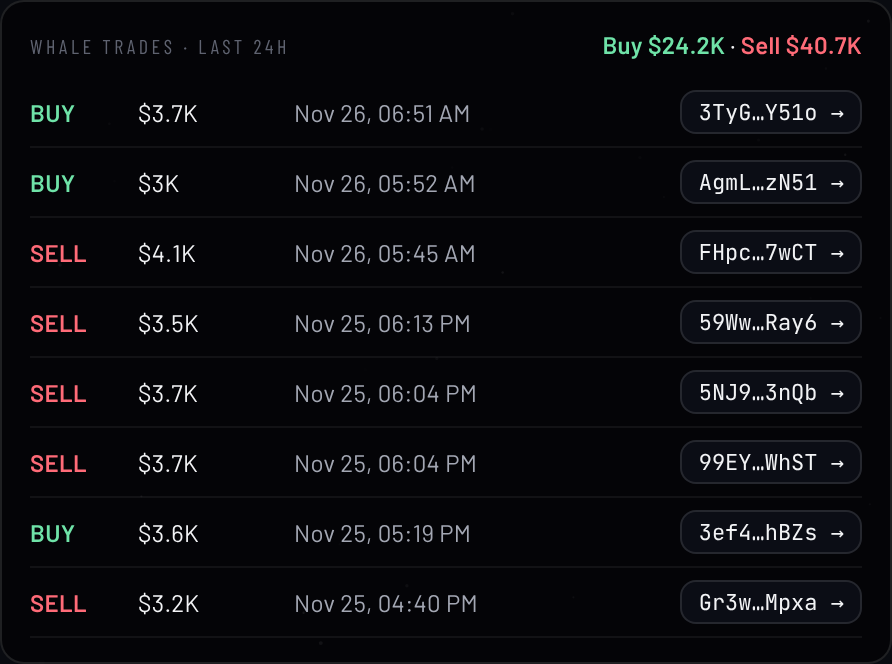 WHALE TRADES · LAST 24H Buy $24.2K · Sell $40.7K
BUY $3.7K Nov 26, 06:51 AM 3TyG…Y51o →
BUY $3K Nov 26, 05:52 AM AgmL…zN51 →
SELL $4.1K Nov 26, 05:45 AM FHpc…7wCT →
SELL $3.5K Nov 25, 06:13 PM 59Ww…Ray6 →
SELL $3.7K Nov 25, 06:04 PM 5NJ9…3nQb →
SELL $3.7K Nov 25, 06:04 PM 99EY…WhST →
BUY $3.6K Nov 25, 05:19 PM 3ef4…hBZs →
SELL $3.2K Nov 25, 04:40 PM Gr3w…Mpxa →